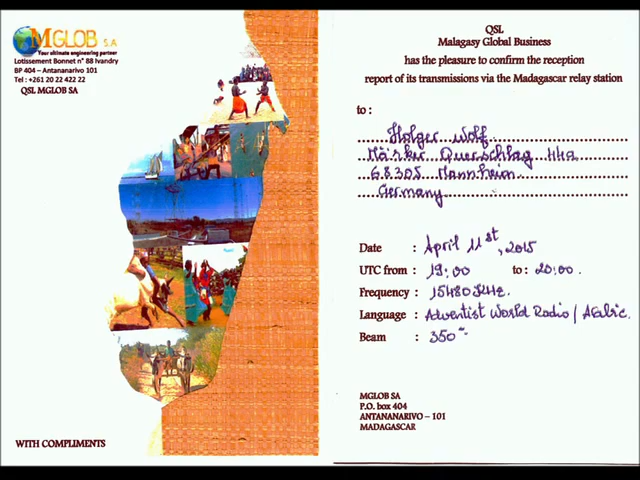 MGLOB S.A
Your ultimate engineering partner
Lotissement Bonnet n° 88 Ivandry
BP 404 – Antananarivo 101
Tel : +261 20 22 422 22
QSL MGLOB SA
WITH COMPLIMENTS
QSL
Malagasy Global Business
has the pleasure to confirm the reception
report of its transmissions via the Madagascar relay station
to :
Holger Wolf
Märker Querschlag 44a
68305 Mannheim
Germany
Date : April 11st, 2015
UTC from : 19:00 to : 20:00.
Frequency : 15480 KHz.
Language : Adventist World Radio / Arabic.
Beam : 350°
MGLOB SA
P.O. box 404
ANTANANARIVO – 101
MADAGASCAR